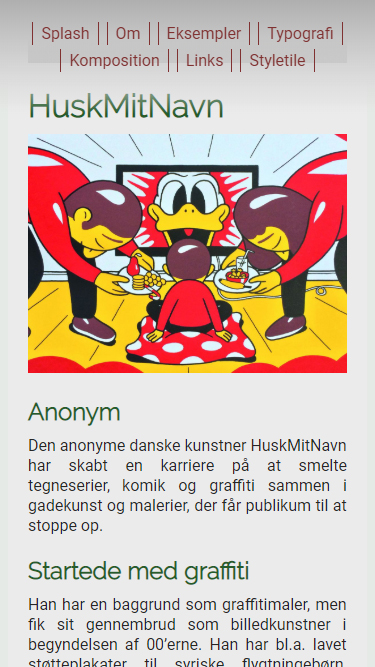 Splash | Om | Eksempler | Typografi
Komposition | Links | Styletile
HuskMitNavn
Anonym
Den anonyme danske kunstner HuskMitNavn
har skabt en karriere på at smelte
tegneserier, komik og graffiti sammen i
gadekunst og malerier, der får publikum til at
stoppe op.
Startede med graffiti
Han har en baggrund som graffitimaler, men
fik sit gennembrud som billedkunstner i
begyndelsen af 00’erne. Han har bl.a. lavet
støtteplakater til syriske flygtningebørn,